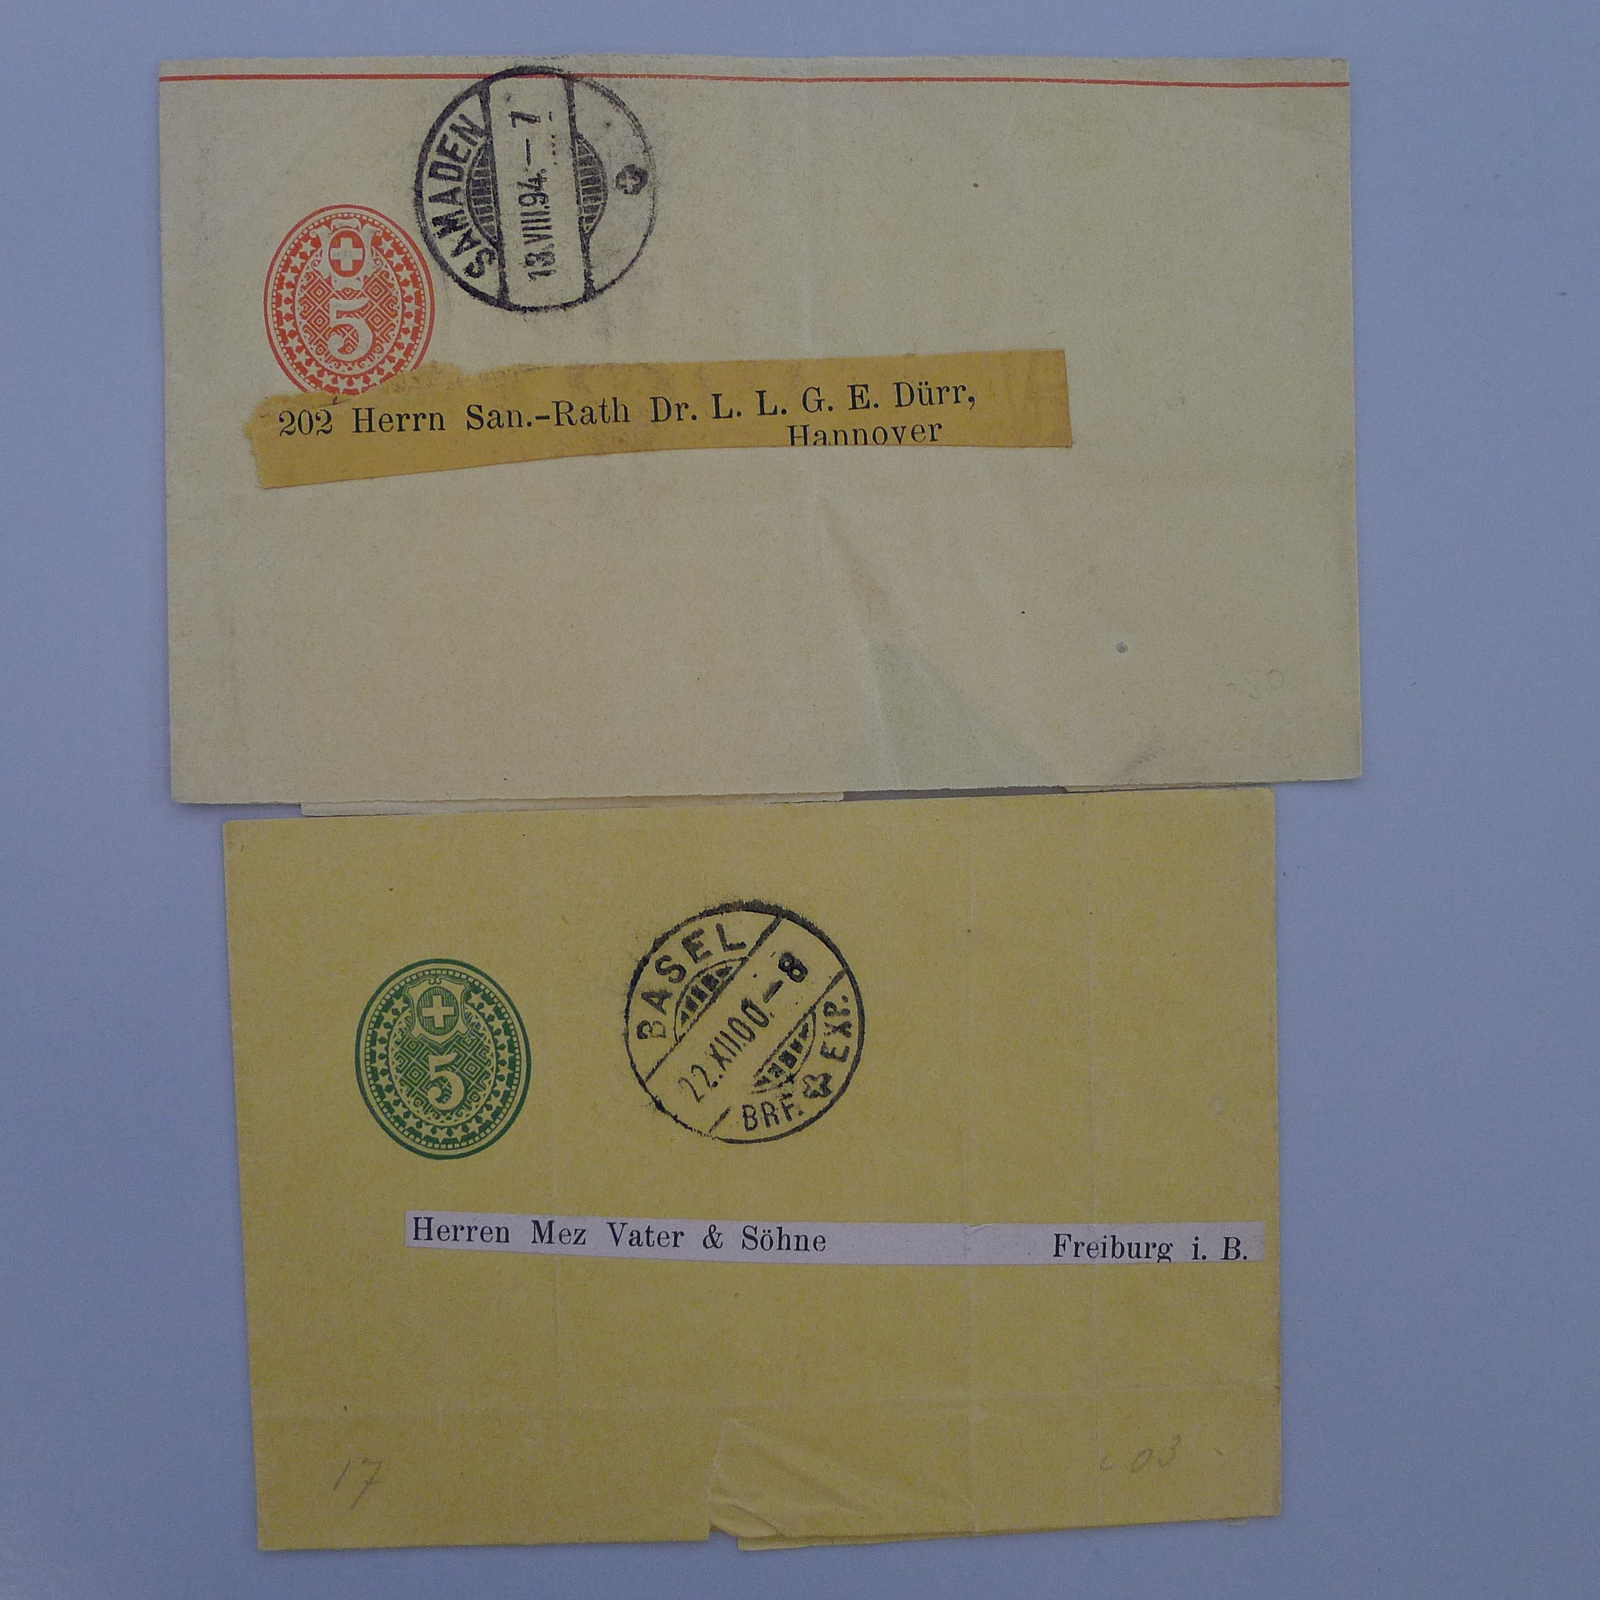 SAMADEN
13.VIII.94.–7
5
202 Herrn San.-Rath Dr. L. L. G. E. Dürr,
Hannover
BASEL
22.XII.00.–8
BRF. EXP.
5
Herren Mez Vater & Söhne Freiburg i. B.
17
03